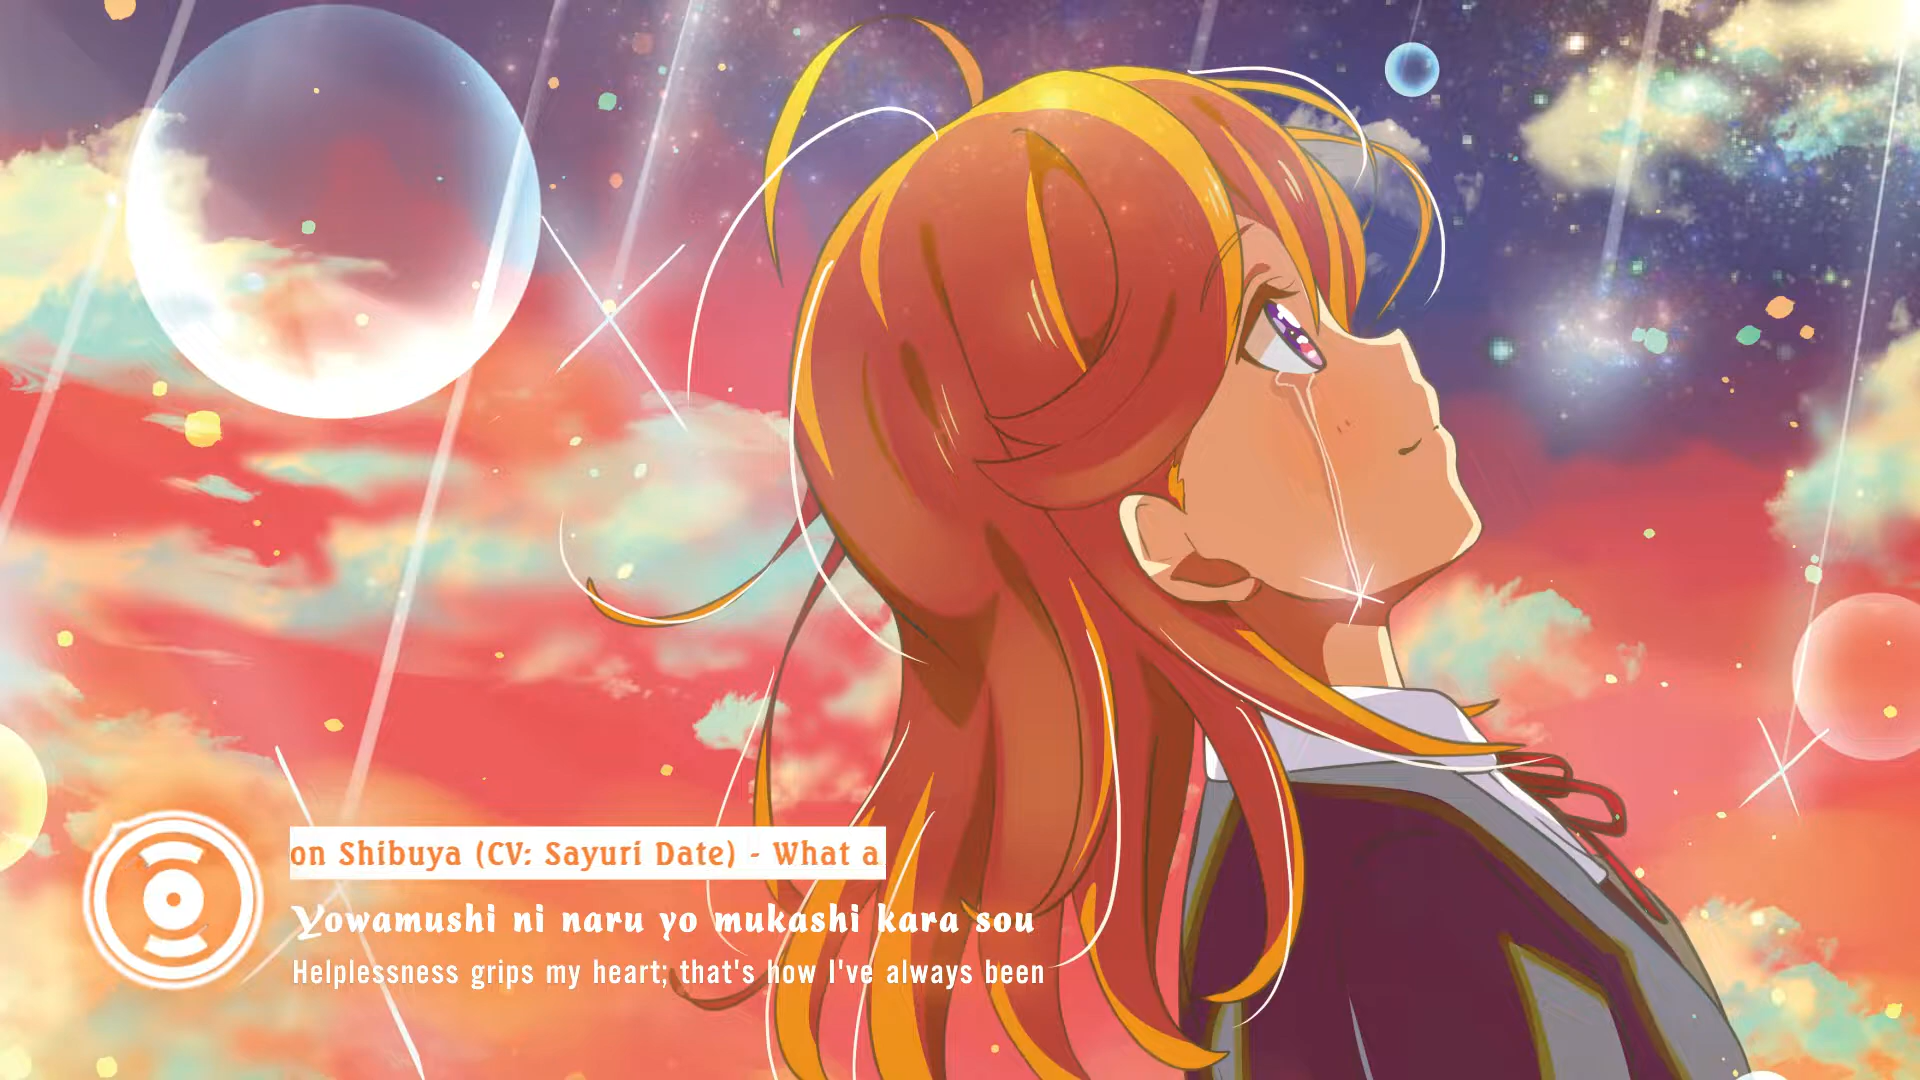 on Shibuya (CV: Sayuri Date) - What a
Yowamushi ni naru yo mukashi kara sou
Helplessness grips my heart; that's how I've always been